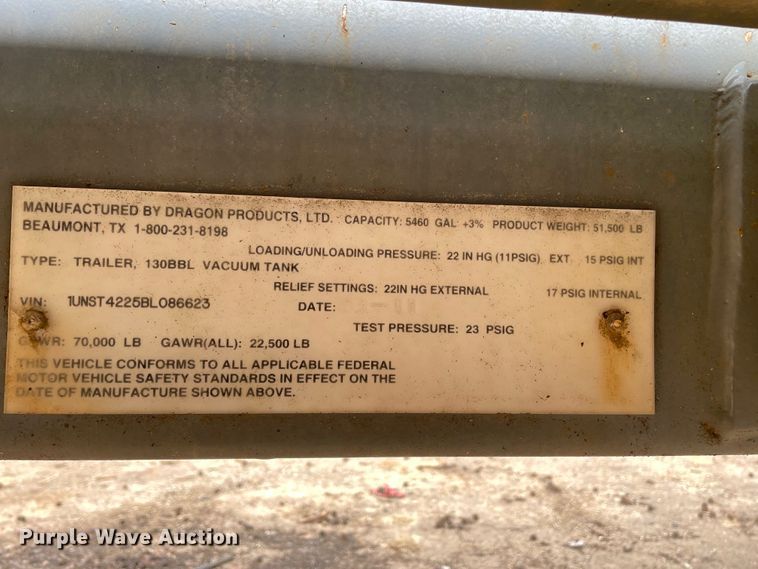 MANUFACTURED BY DRAGON PRODUCTS, LTD. CAPACITY: 5460 GAL +3% PRODUCT WEIGHT: 51,500 LB
BEAUMONT, TX 1-800-231-8198
LOADING/UNLOADING PRESSURE: 22 IN HG (11PSIG) EXT 15 PSIG INT
TYPE: TRAILER, 130BBL VACUUM TANK
RELIEF SETTINGS: 22IN HG EXTERNAL 17 PSIG INTERNAL
VIN: 1UNST4225BL086623 DATE:
TEST PRESSURE: 23 PSIG
GVWR: 70,000 LB GAWR(ALL): 22,500 LB
THIS VEHICLE CONFORMS TO ALL APPLICABLE FEDERAL
MOTOR VEHICLE SAFETY STANDARDS IN EFFECT ON THE
DATE OF MANUFACTURE SHOWN ABOVE.
Purple Wave Auction